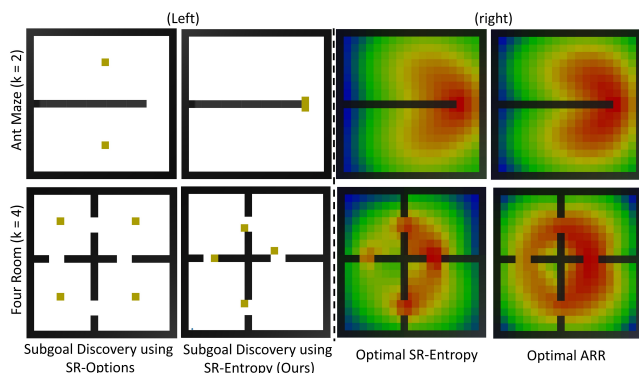 (Left)
(right)
Ant Maze (k = 2)
Four Room (k = 4)
Subgoal Discovery using
SR-Options
Subgoal Discovery using
SR-Entropy (Ours)
Optimal SR-Entropy
Optimal ARR